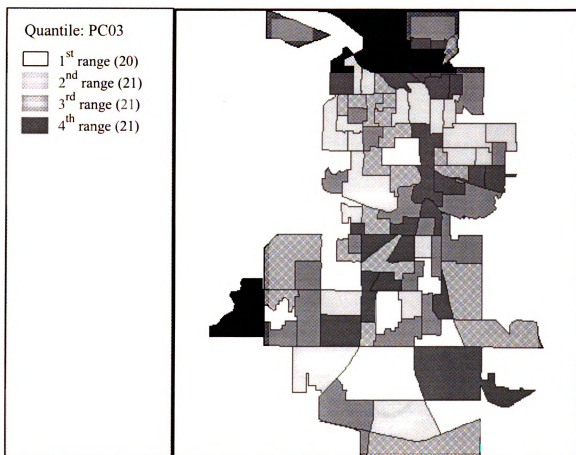 Quantile: PC03
1st range (20)
2nd range (21)
3rd range (21)
4th range (21)